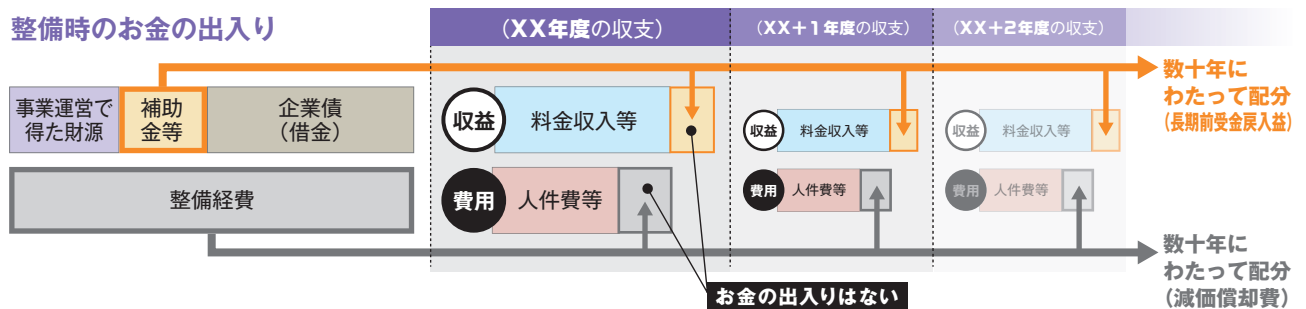 整備時のお金の出入り
(XX年度の収支)
(XX+1年度の収支)
(XX+2年度の収支)
事業運営で
得た財源
補助
金等
企業債
(借金)
整備経費
収益
料金収入等
費用
人件費等
収益
料金収入等
費用
人件費等
収益
料金収入等
費用
人件費等
お金の出入りはない
数十年に
わたって配分
(長期前受金戻入益)
数十年に
わたって配分
(減価償却費)